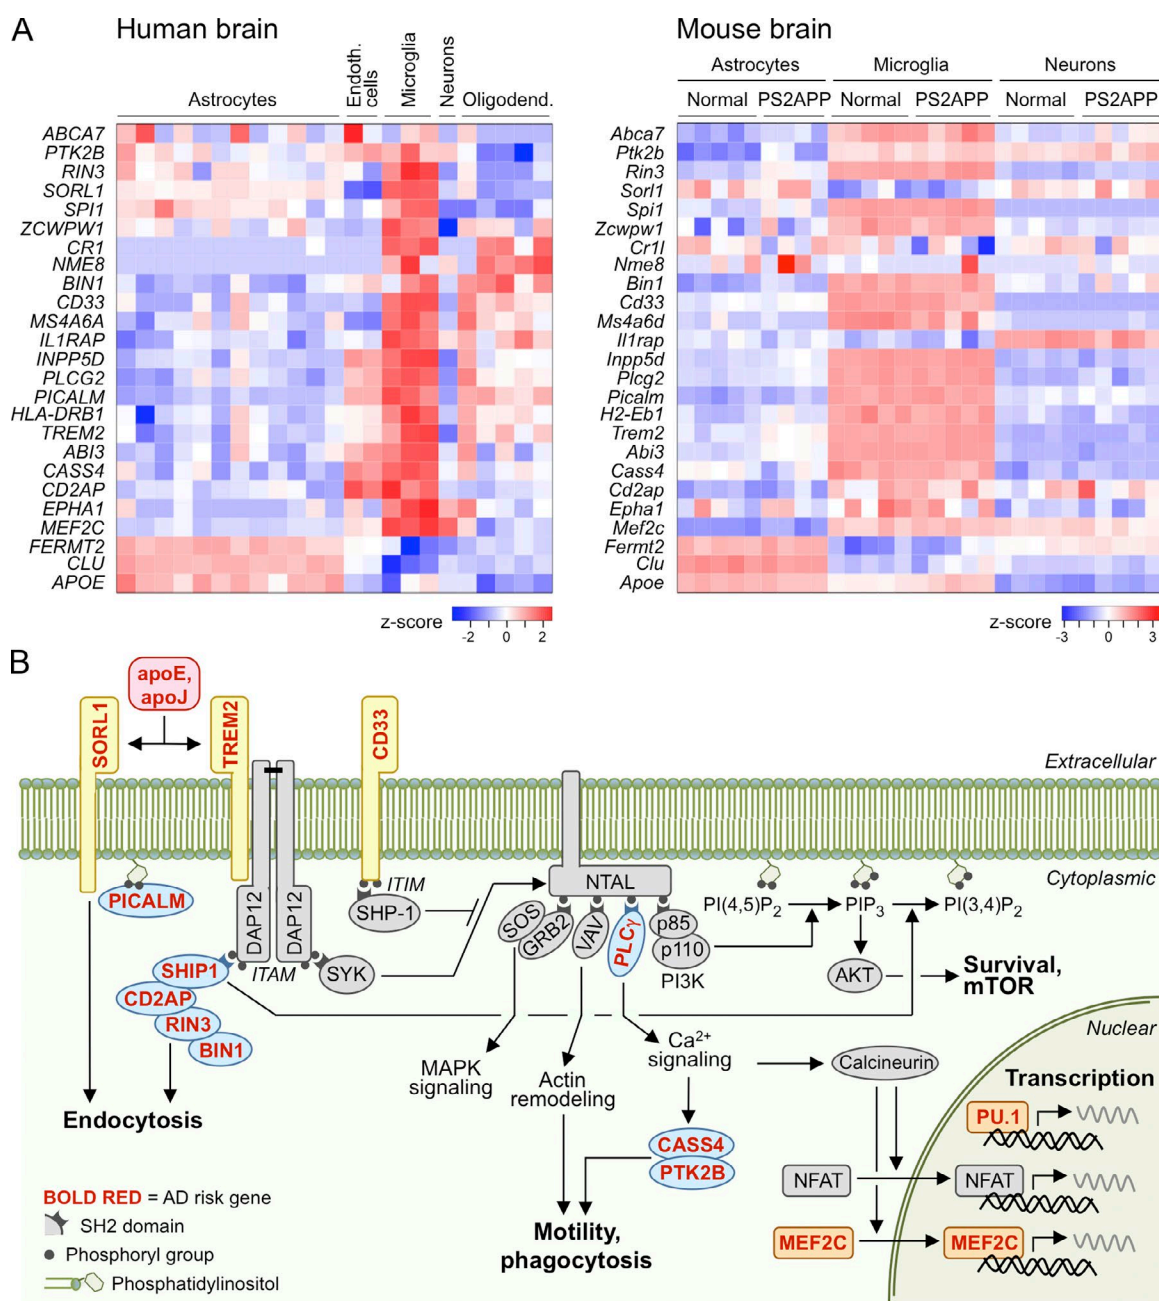 A
Human brain
Mouse brain
Astrocytes
Endoth.
cells
Microglia
Neurons
Oligodend.
Astrocytes
Microglia
Neurons
Normal
PS2APP
Normal
PS2APP
Normal
PS2APP
ABCA7
PTK2B
RIN3
SORL1
SPI1
ZCWPW1
CR1
NME8
BIN1
CD33
MS4A6A
IL1RAP
INPP5D
PLCG2
PICALM
HLA-DRB1
TREM2
ABI3
CASS4
CD2AP
EPHA1
MEF2C
FERMT2
CLU
APOE
z-score
-2 0 2
Abca7
Ptk2b
Rin3
Sorl1
Spi1
Zcwpw1
Cr1l
Nme8
Bin1
Cd33
Ms4a6d
Il1rap
Inpp5d
Plcg2
Picalm
H2-Eb1
Trem2
Abi3
Cass4
Cd2ap
Epha1
Mef2c
Fermt2
Clu
Apoe
z-score
-3 0 3
B
apoE,
apoJ
SORL1
TREM2
CD33
Extracellular
Cytoplasmic
PICALM
DAP12
DAP12
ITIM
SHP-1
NTAL
SOS
GRB2
VAV
PLCγ
p85
p110
PI3K
PI(4,5)P2
PIP3
PI(3,4)P2
SHIP1
ITAM
SYK
CD2AP
RIN3
BIN1
AKT
Survival,
mTOR
Nuclear
MAPK
signaling
Actin
remodeling
Ca2+
signaling
Calcineurin
Transcription
Endocytosis
PU.1
CASS4
PTK2B
NFAT
NFAT
MEF2C
MEF2C
Motility,
phagocytosis
BOLD RED = AD risk gene
SH2 domain
Phosphoryl group
Phosphatidylinositol